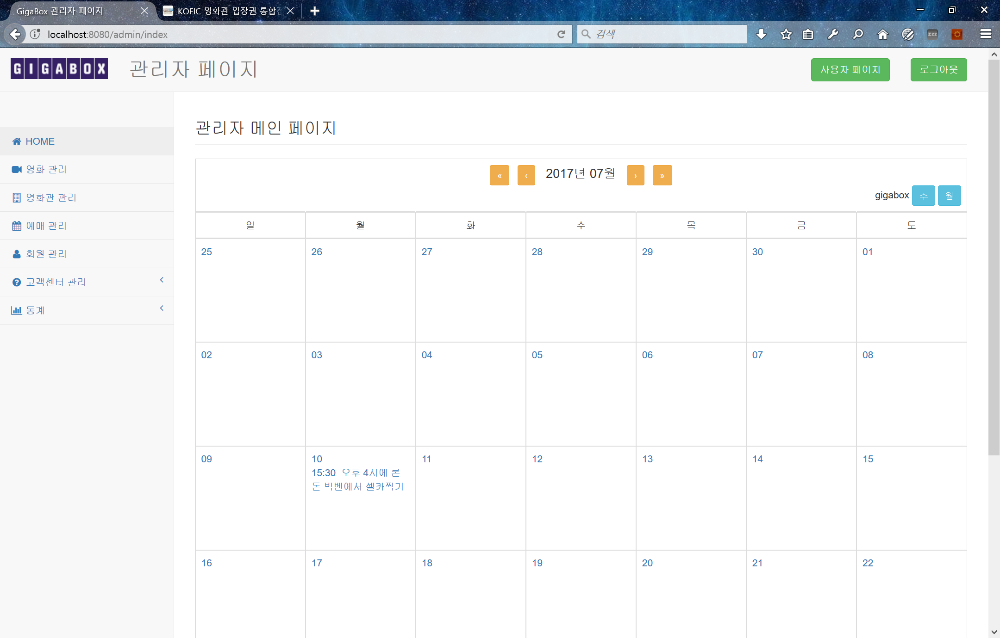 GigaBox 관리자 페이지
KOFIC 영화관 입장권 통합
localhost:8080/admin/index
검색
GIGABOX
관리자 페이지
사용자 페이지
로그아웃
HOME
영화 관리
영화관 관리
예매 관리
회원 관리
고객센터 관리
통계
관리자 메인 페이지
« ‹ 2017년 07월 › »
gigabox 주 월
일 월 화 수 목 금 토
25 26 27 28 29 30 01
02 03 04 05 06 07 08
09 10 11 12 13 14 15
15:30 오후 4시에 론
돈 빅벤에서 셀카찍기
16 17 18 19 20 21 22